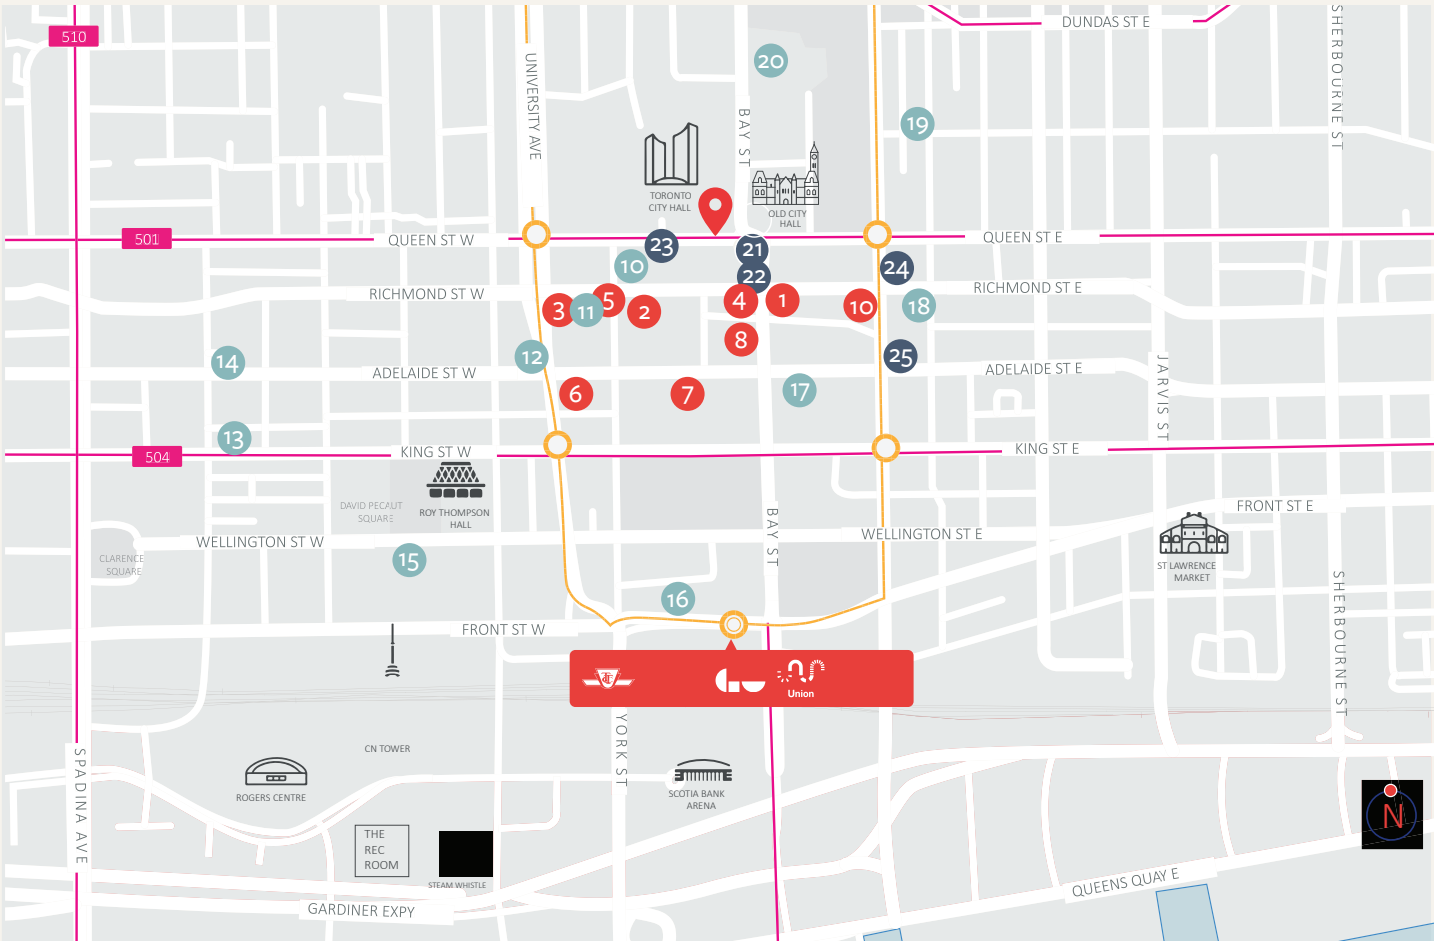 510
DUNDAS ST E
SHERBOURNE ST
UNIVERSITY AVE
BAY ST
20
19
TORONTO
CITY HALL
OLD CITY
HALL
501
QUEEN ST W
23
21
QUEEN ST E
10
22
24
RICHMOND ST W
RICHMOND ST E
3
11
5
2
4
1
10
18
8
14
12
25
ADELAIDE ST W
ADELAIDE ST E
JARVIS ST
6
7
17
13
504
KING ST W
KING ST E
DAVID PECAUT
SQUARE
ROY THOMPSON
HALL
BAY ST
FRONT ST E
WELLINGTON ST W
WELLINGTON ST E
CLARENCE
SQUARE
15
ST LAWRENCE
MARKET
SHERBOURNE ST
16
FRONT ST W
TTC
GO
Union
YORK ST
SPADINA AVE
CN TOWER
ROGERS CENTRE
SCOTIA BANK
ARENA
N
THE
REC
ROOM
STEAM WHISTLE
QUEENS QUAY E
GARDINER EXPY